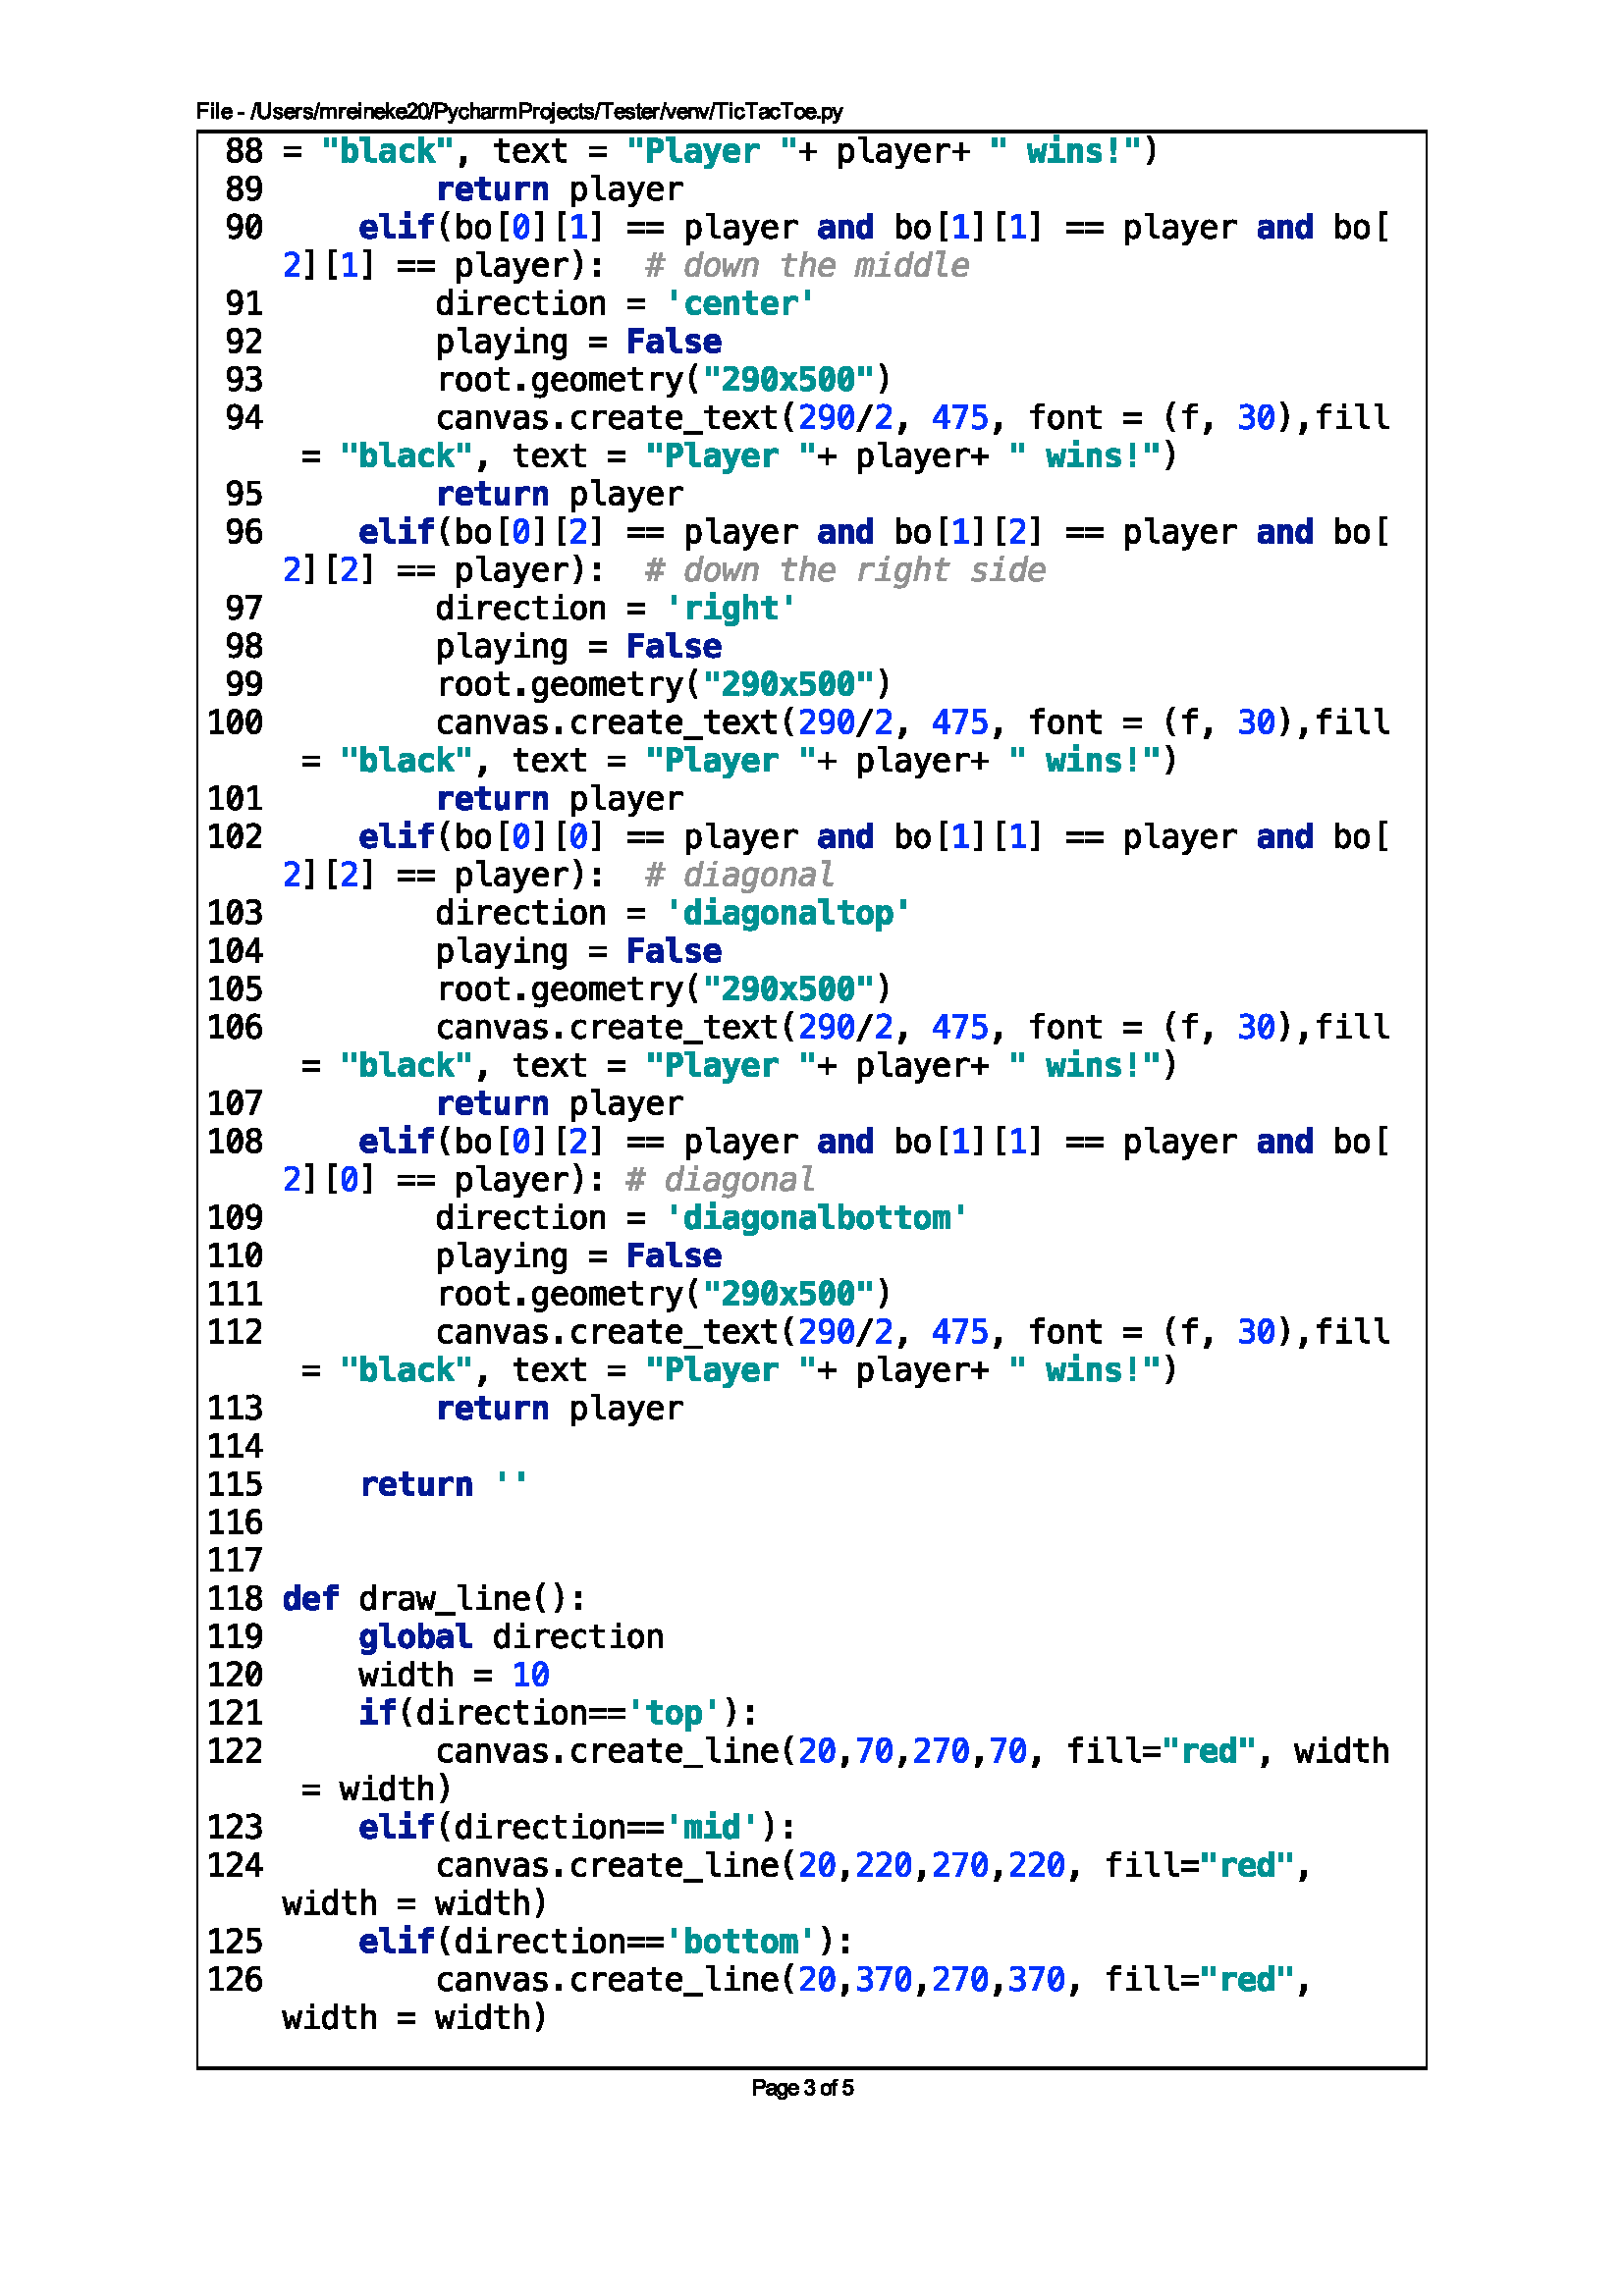 File - /Users/mreineke20/PycharmProjects/Tester/venv/TicTacToe.py
88 = "black", text = "Player "+ player+ " wins!")
89         return player
90     elif(bo[0][1] == player and bo[1][1] == player and bo[
    2][1] == player):  # down the middle
91         direction = 'center'
92         playing = False
93         root.geometry("290x500")
94         canvas.create_text(290/2, 475, font = (f, 30),fill
     = "black", text = "Player "+ player+ " wins!")
95         return player
96     elif(bo[0][2] == player and bo[1][2] == player and bo[
    2][2] == player):  # down the right side
97         direction = 'right'
98         playing = False
99         root.geometry("290x500")
100         canvas.create_text(290/2, 475, font = (f, 30),fill
     = "black", text = "Player "+ player+ " wins!")
101         return player
102     elif(bo[0][0] == player and bo[1][1] == player and bo[
    2][2] == player):  # diagonal
103         direction = 'diagonaltop'
104         playing = False
105         root.geometry("290x500")
106         canvas.create_text(290/2, 475, font = (f, 30),fill
     = "black", text = "Player "+ player+ " wins!")
107         return player
108     elif(bo[0][2] == player and bo[1][1] == player and bo[
    2][0] == player): # diagonal
109         direction = 'diagonalbottom'
110         playing = False
111         root.geometry("290x500")
112         canvas.create_text(290/2, 475, font = (f, 30),fill
     = "black", text = "Player "+ player+ " wins!")
113         return player
114
115     return ''
116
117
118 def draw_line():
119     global direction
120     width = 10
121     if(direction=='top'):
122         canvas.create_line(20,70,270,70, fill="red", width
     = width)
123     elif(direction=='mid'):
124         canvas.create_line(20,220,270,220, fill="red",
    width = width)
125     elif(direction=='bottom'):
126         canvas.create_line(20,370,270,370, fill="red",
    width = width)
Page 3 of 5